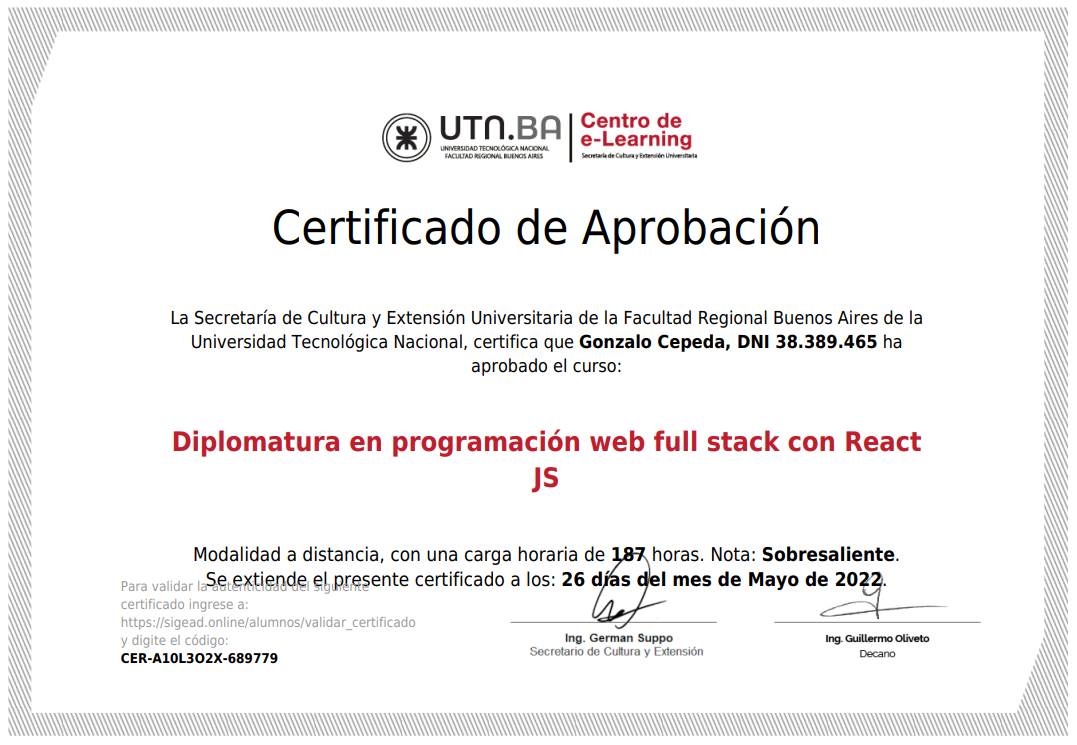 UTN.BA
UNIVERSIDAD TECNOLÓGICA NACIONAL
FACULTAD REGIONAL BUENOS AIRES
Centro de
e-Learning
Secretaría de Cultura y Extensión Universitaria
Certificado de Aprobación
La Secretaría de Cultura y Extensión Universitaria de la Facultad Regional Buenos Aires de la
Universidad Tecnológica Nacional, certifica que Gonzalo Cepeda, DNI 38.389.465 ha
aprobado el curso:
Diplomatura en programación web full stack con React
JS
Modalidad a distancia, con una carga horaria de 187 horas. Nota: Sobresaliente.
Se extiende el presente certificado a los: 26 días del mes de Mayo de 2022.
Para validar la autenticidad del siguiente
certificado ingrese a:
https://sigead.online/alumnos/validar_certificado
y digite el código:
CER-A10L3O2X-689779
Ing. German Suppo
Secretario de Cultura y Extensión
Ing. Guillermo Oliveto
Decano